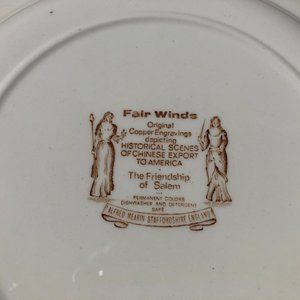 Fair Winds
Original
Copper Engravings
depicting
HISTORICAL SCENES
OF CHINESE EXPORT
TO AMERICA
The Friendship
of Salem
PERMANENT COLORS
DISHWASHER AND DETERGENT
SAFE
ALFRED MEAKIN STAFFORDSHIRE ENGLAND